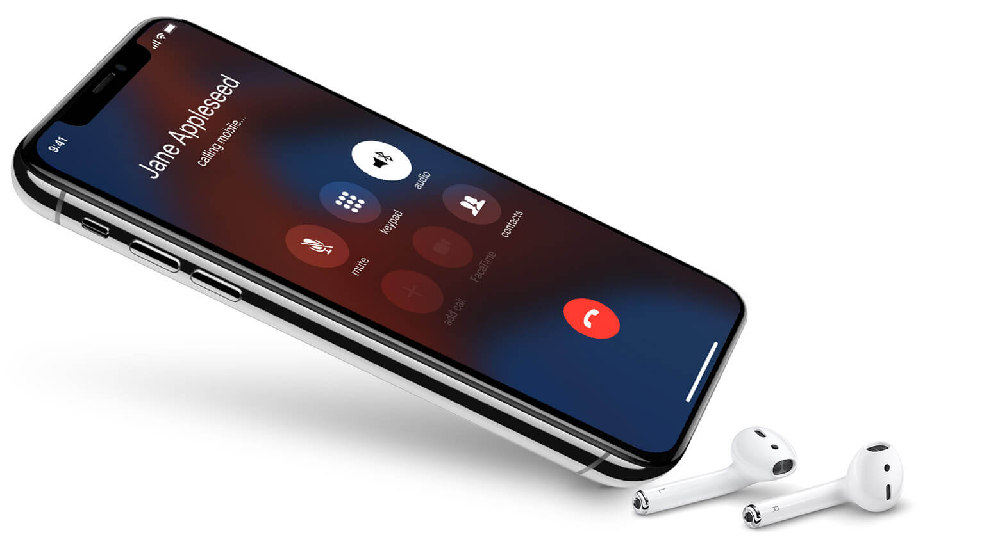 9:41
Jane Appleseed
calling mobile...
mute
keypad
audio
add call
FaceTime
contacts
L
R